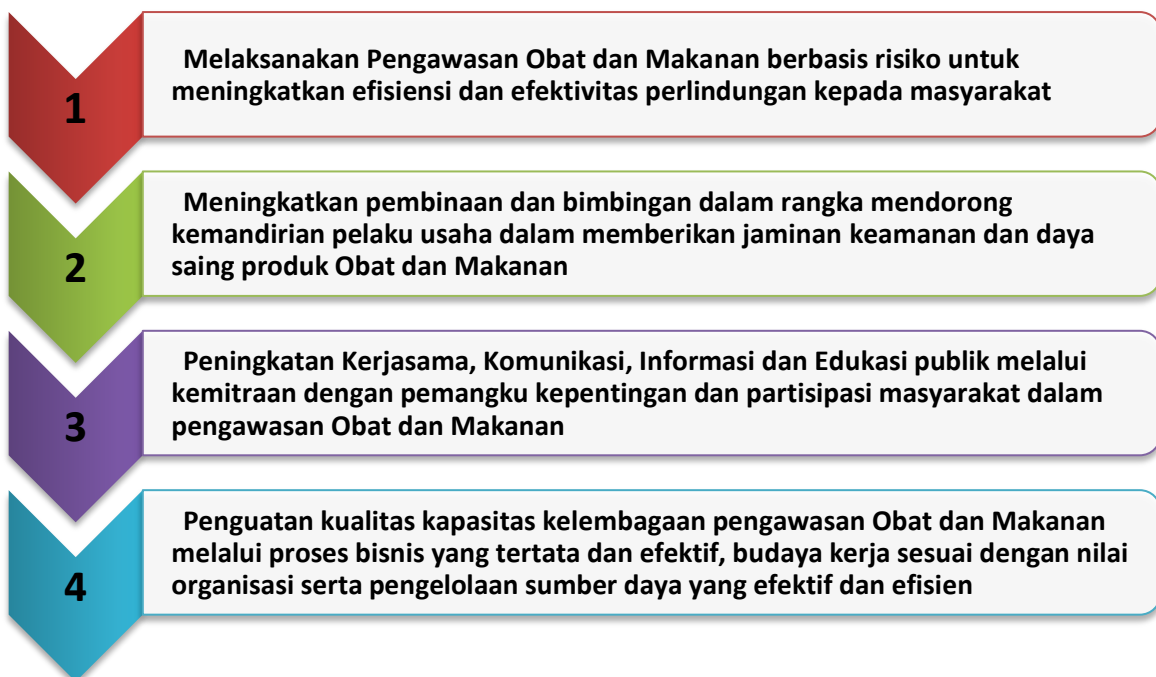 1
Melaksanakan Pengawasan Obat dan Makanan berbasis risiko untuk
meningkatkan efisiensi dan efektivitas perlindungan kepada masyarakat
2
Meningkatkan pembinaan dan bimbingan dalam rangka mendorong
kemandirian pelaku usaha dalam memberikan jaminan keamanan dan daya
saing produk Obat dan Makanan
3
Peningkatan Kerjasama, Komunikasi, Informasi dan Edukasi publik melalui
kemitraan dengan pemangku kepentingan dan partisipasi masyarakat dalam
pengawasan Obat dan Makanan
4
Penguatan kualitas kapasitas kelembagaan pengawasan Obat dan Makanan
melalui proses bisnis yang tertata dan efektif, budaya kerja sesuai dengan nilai
organisasi serta pengelolaan sumber daya yang efektif dan efisien